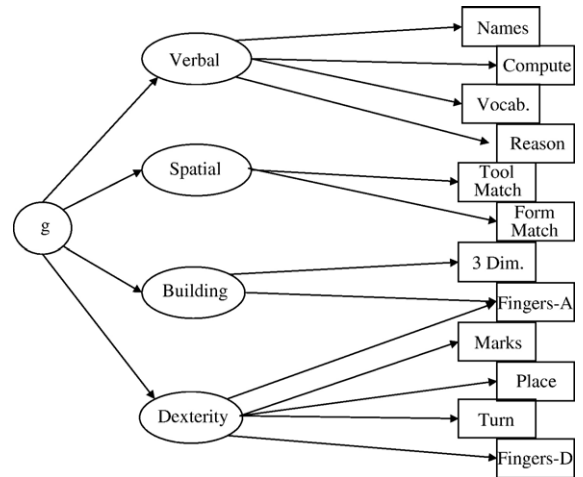 Names
Verbal
Compute
Vocab.
Reason
Spatial
Tool
Match
Form
Match
g
3 Dim.
Building
Fingers-A
Marks
Place
Dexterity
Turn
Fingers-D